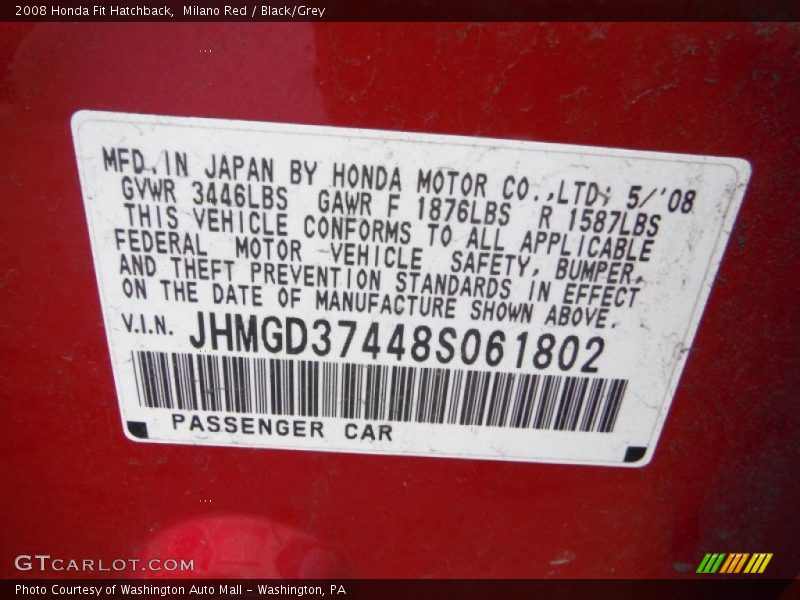 2008 Honda Fit Hatchback,  Milano Red / Black/Grey
MFD. IN JAPAN BY HONDA MOTOR CO.,LTD; 5/'08
GVWR 3446LBS GAWR F 1876LBS R 1587LBS
THIS VEHICLE CONFORMS TO ALL APPLICABLE
FEDERAL MOTOR VEHICLE SAFETY, BUMPER,
AND THEFT PREVENTION STANDARDS IN EFFECT
ON THE DATE OF MANUFACTURE SHOWN ABOVE.
V.I.N. JHMGD37448S061802
PASSENGER CAR
GTCARLOT.COM
Photo Courtesy of Washington Auto Mall - Washington, PA